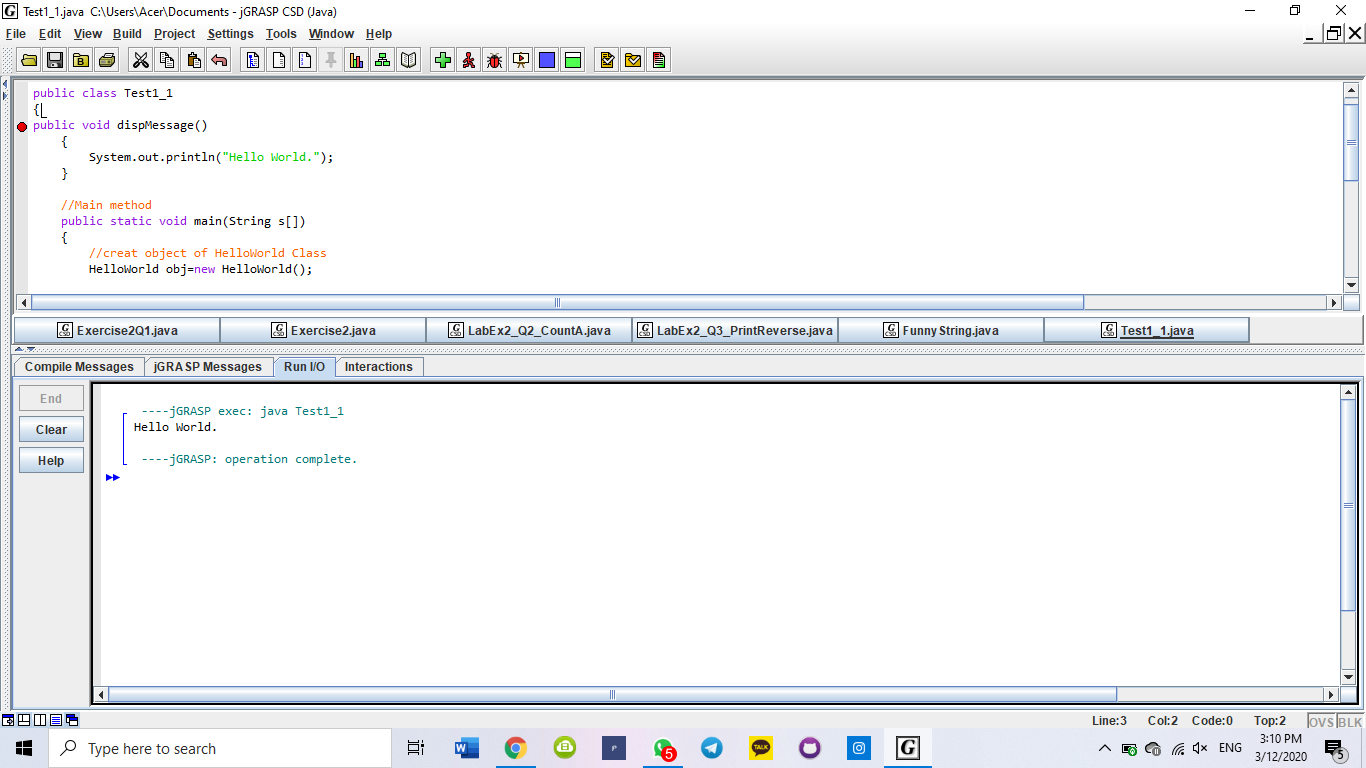 Test1_1.java C:\Users\Acer\Documents - jGRASP CSD (Java)
File Edit View Build Project Settings Tools Window Help
public class Test1_1
{
public void dispMessage()
{
System.out.println("Hello World.");
}
//Main method
public static void main(String s[])
{
//creat object of HelloWorld Class
HelloWorld obj=new HelloWorld();
Exercise2Q1.java Exercise2.java LabEx2_Q2_CountA.java LabEx2_Q3_PrintReverse.java FunnyString.java Test1_1.java
Compile Messages jGRASP Messages Run I/O Interactions
End
Clear
Help
----jGRASP exec: java Test1_1
Hello World.
----jGRASP: operation complete.
Line:3 Col:2 Code:0 Top:2 OVS BLK
Type here to search
TALK
5
ENG
3:10 PM
3/12/2020
5